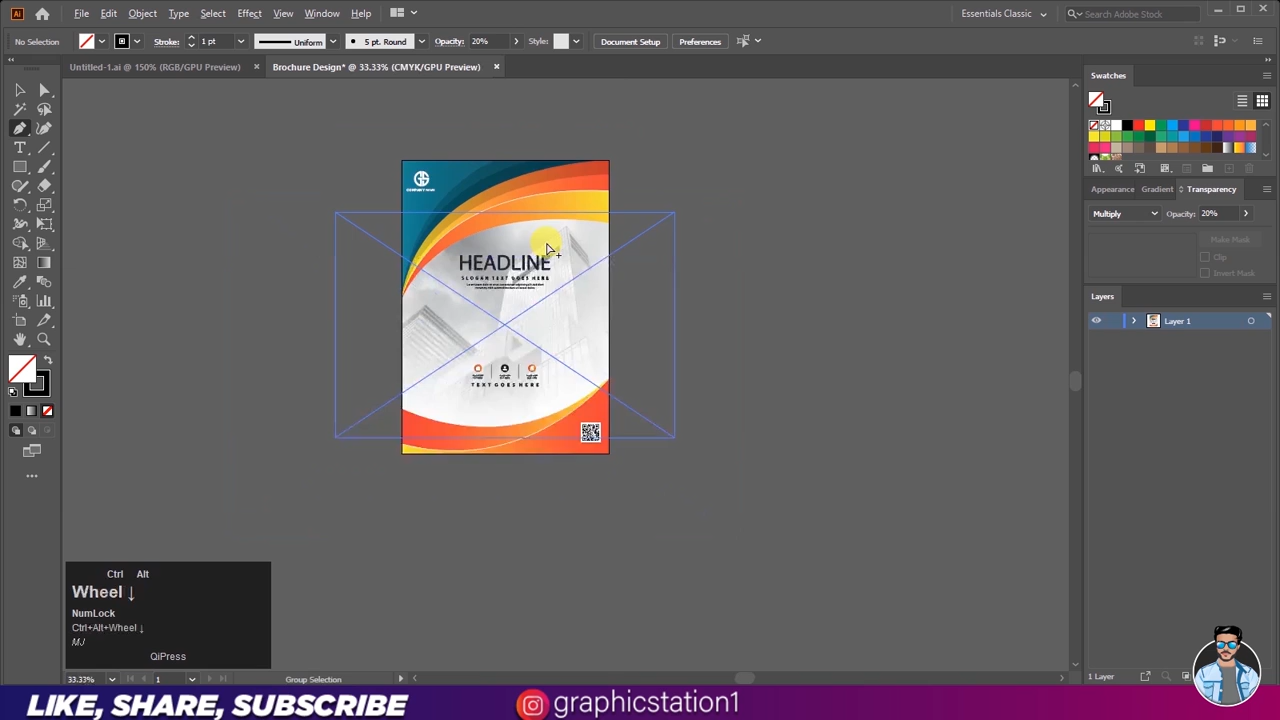 Ai File Edit Object Type Select Effect View Window Help Essentials Classic Search Adobe Stock
No Selection Stroke: 1 pt Uniform 5 pt. Round Opacity: 20% Style: Document Setup Preferences
Untitled-1.ai @ 150% (RGB/GPU Preview) Brochure Design* @ 33.33% (CMYK/GPU Preview)
Swatches
Appearance Gradient Transparency
Multiply Opacity: 20%
Make Mask
Clip
Invert Mask
Layers
Layer 1
HEADLINE
SLOGAN TEXT GOES HERE
TEXT GOES HERE
Ctrl Alt
Wheel ↓
NumLock
Ctrl+Alt+Wheel ↓
MJ
QiPress
33.33% 1 Group Selection 1 Layer
LIKE, SHARE, SUBSCRIBE graphicstation1